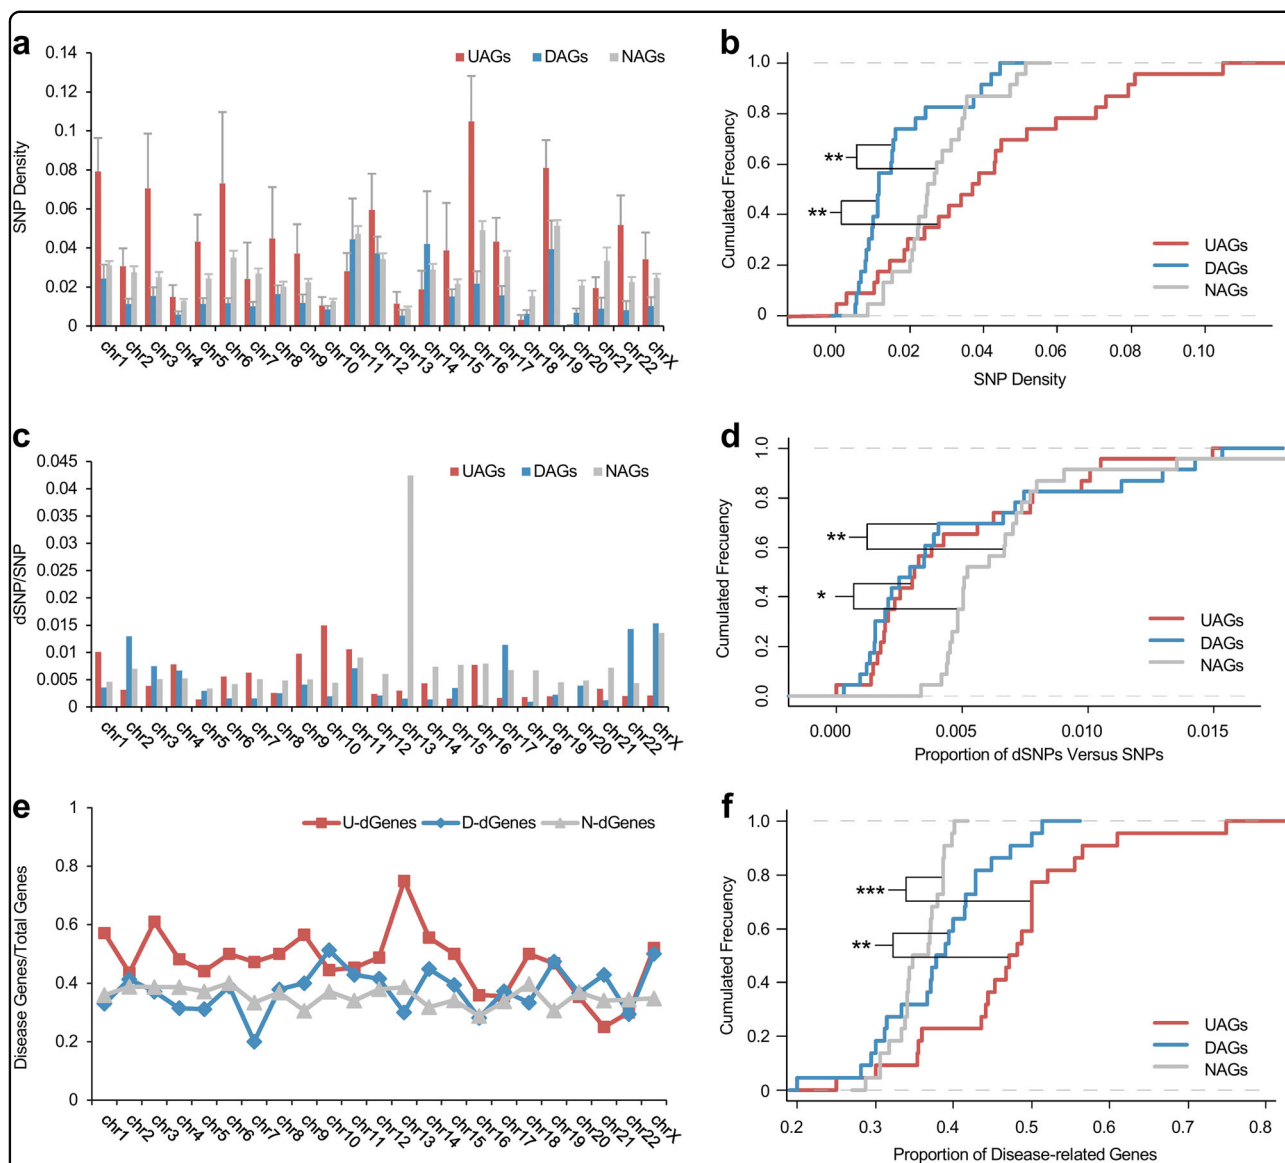 a
0.14
0.12
0.1
0.08
0.06
0.04
0.02
0
SNP Density
UAGs DAGs NAGs
chr1 chr2 chr3 chr4 chr5 chr6 chr7 chr8 chr9 chr10 chr11 chr12 chr13 chr14 chr15 chr16 chr17 chr18 chr19 chr20 chr21 chr22 chrX
b
1.0
0.8
0.6
0.4
0.2
0
Cumulated Frecuency
**
**
UAGs
DAGs
NAGs
0.00 0.02 0.04 0.06 0.08 0.10
SNP Density
c
0.045
0.04
0.035
0.03
0.025
0.02
0.015
0.01
0.005
0
dSNP/SNP
UAGs DAGs NAGs
chr1 chr2 chr3 chr4 chr5 chr6 chr7 chr8 chr9 chr10 chr11 chr12 chr13 chr14 chr15 chr16 chr17 chr18 chr19 chr20 chr21 chr22 chrX
d
1.0
0.8
0.6
0.4
0.2
0.0
Cumulated Frecuency
**
*
UAGs
DAGs
NAGs
0.000 0.005 0.010 0.015
Proportion of dSNPs Versus SNPs
e
1
0.8
0.6
0.4
0.2
0
Disease Genes/Total Genes
U-dGenes D-dGenes N-dGenes
chr1 chr2 chr3 chr4 chr5 chr6 chr7 chr8 chr9 chr10 chr11 chr12 chr13 chr14 chr15 chr16 chr17 chr18 chr19 chr20 chr21 chr22 chrX
f
1.0
0.8
0.6
0.4
0.2
0
Cumulated Frecuency
***
**
UAGs
DAGs
NAGs
0.2 0.3 0.4 0.5 0.6 0.7 0.8
Proportion of Disease-related Genes